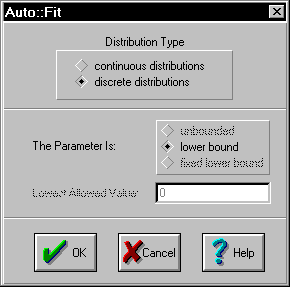 Auto::Fit
Distribution Type
continuous distributions
discrete distributions
The Parameter Is:
unbounded
lower bound
fixed lower bound
Lowest Allowed Value:
0
OK
Cancel
Help